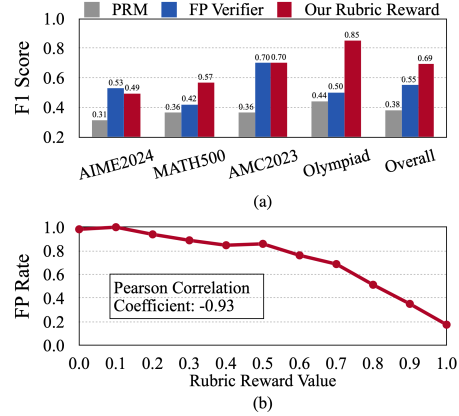 PRM FP Verifier Our Rubric Reward
F1 Score
1.0
0.8
0.6
0.4
0.2
0.31 0.53 0.49
0.36 0.42 0.57
0.36 0.70 0.70
0.44 0.50 0.85
0.38 0.55 0.69
AIME2024 MATH500 AMC2023 Olympiad Overall
(a)
FP Rate
1.0
0.8
0.6
0.4
0.2
0.0
Pearson Correlation
Coefficient: -0.93
0.0 0.1 0.2 0.3 0.4 0.5 0.6 0.7 0.8 0.9 1.0
Rubric Reward Value
(b)